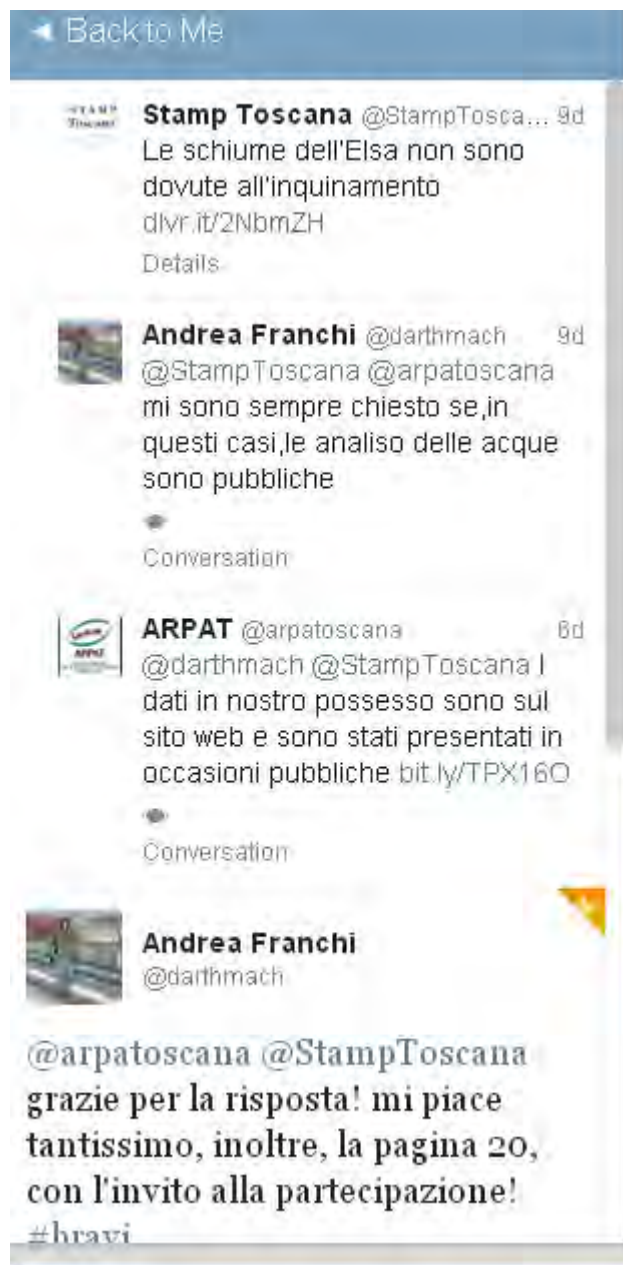 Back to Me
STAMP
Toscana
Stamp Toscana @StampTosca... 9d
Le schiume dell'Elsa non sono
dovute all'inquinamento
dlvr.it/2NbmZH
Details
Andrea Franchi @darthmach 9d
@StampToscana @arpatoscana
mi sono sempre chiesto se,in
questi casi,le analiso delle acque
sono pubbliche
Conversation
ARPAT @arpatoscana 6d
ARPAT
@darthmach @StampToscana I
dati in nostro possesso sono sul
sito web e sono stati presentati in
occasioni pubbliche bit.ly/TPX16O
Conversation
Andrea Franchi
@darthmach
@arpatoscana @StampToscana
grazie per la risposta! mi piace
tantissimo, inoltre, la pagina 20,
con l'invito alla partecipazione!
#bravi